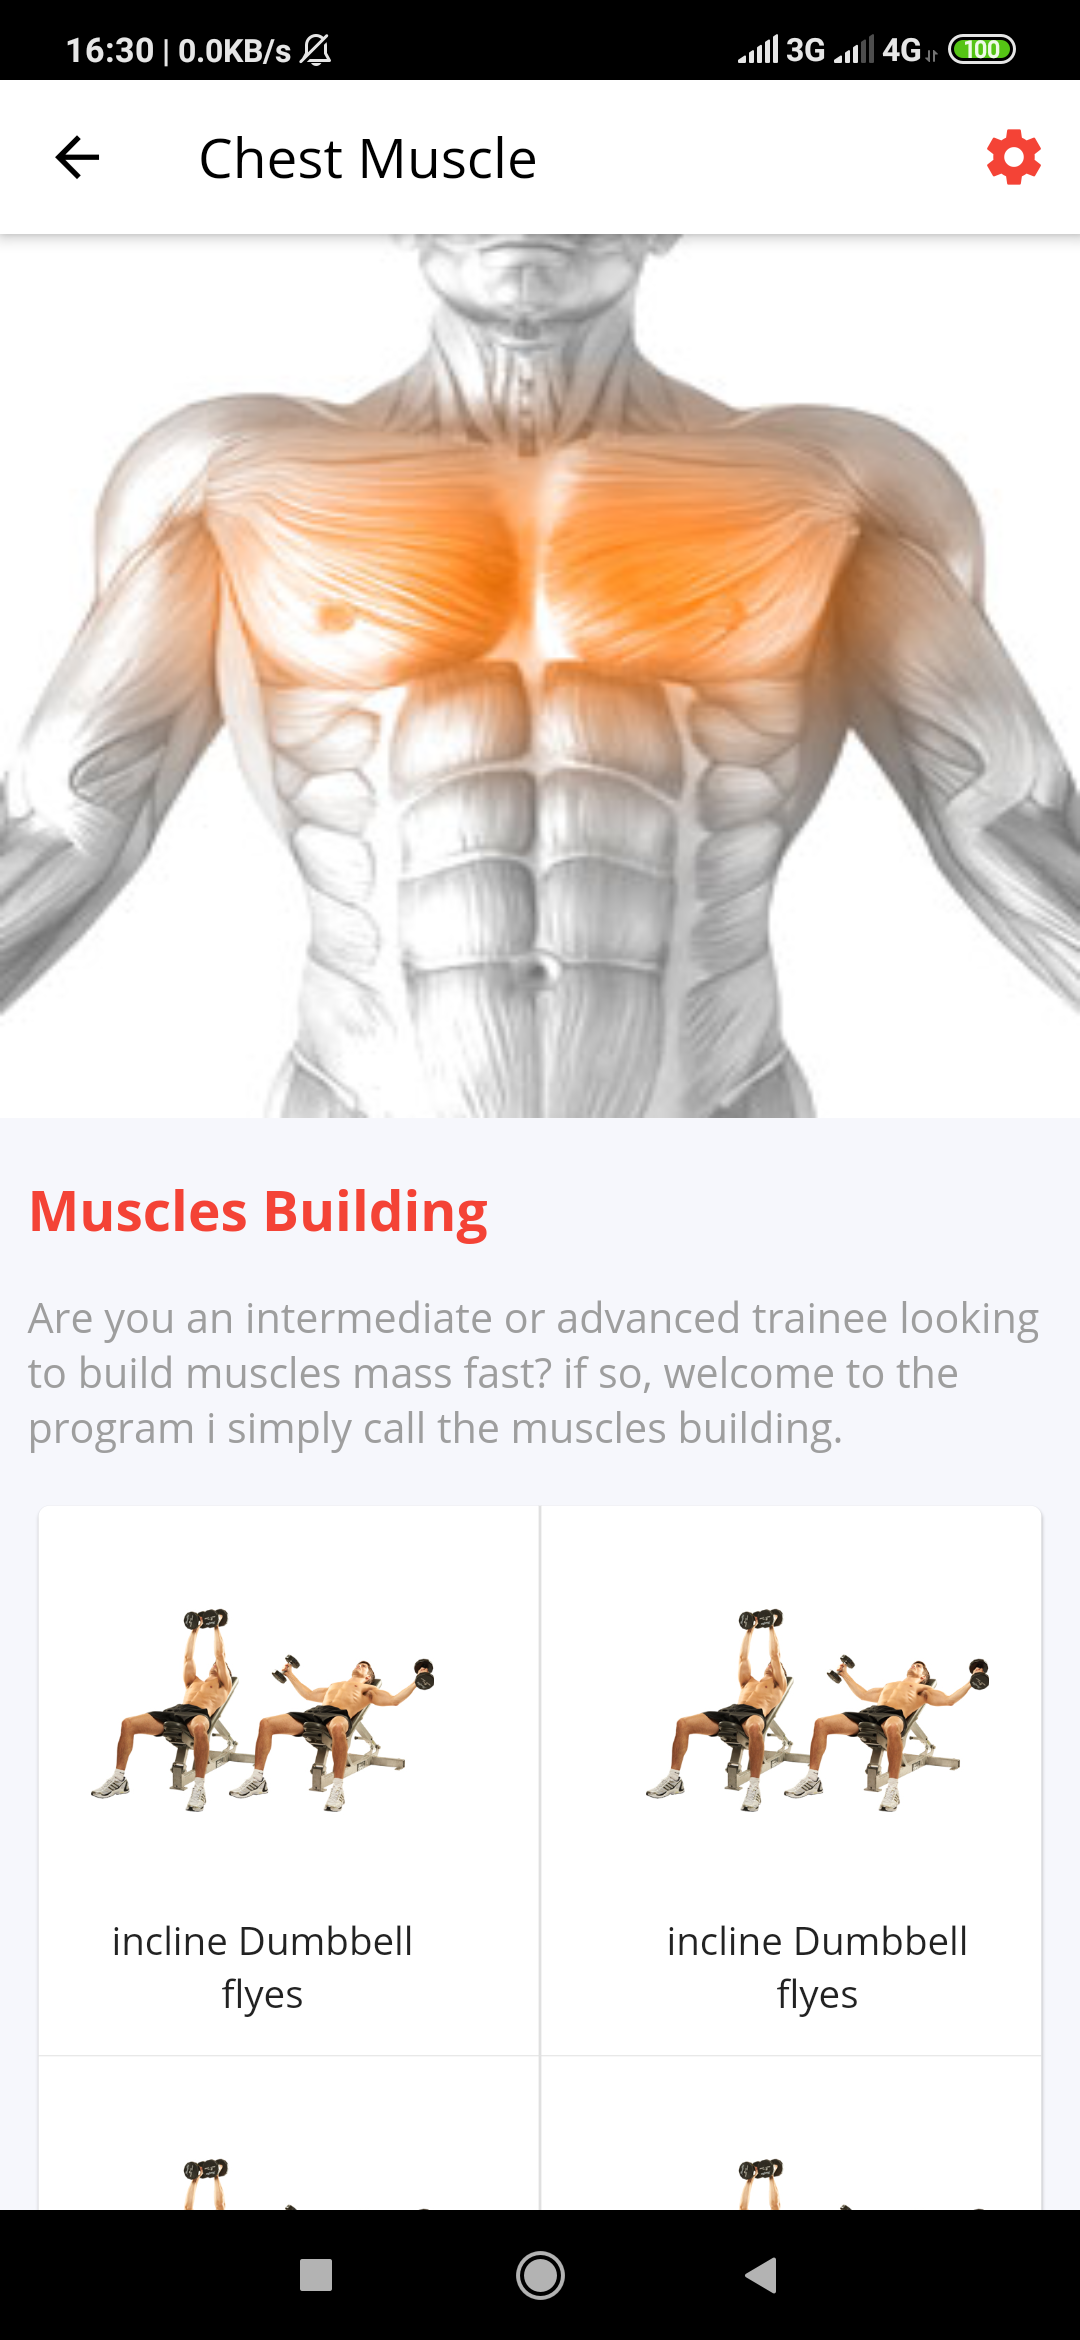 16:30 | 0.0KB/s 3G 4G 100
Chest Muscle
Muscles Building
Are you an intermediate or advanced trainee looking
to build muscles mass fast? if so, welcome to the
program i simply call the muscles building.
incline Dumbbell
flyes
incline Dumbbell
flyes